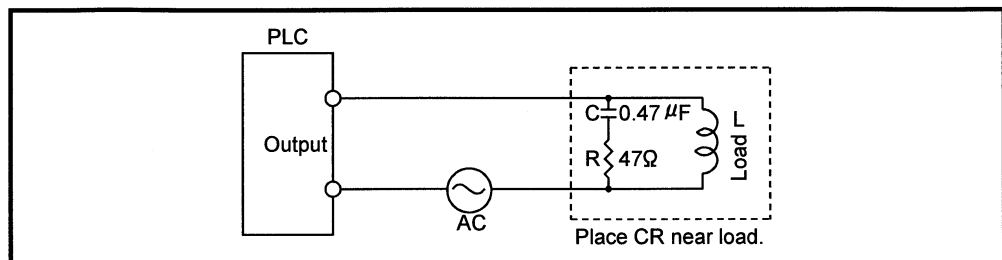 PLC
Output
C 0.47 μF
R 47Ω
Load L
AC
Place CR near load.